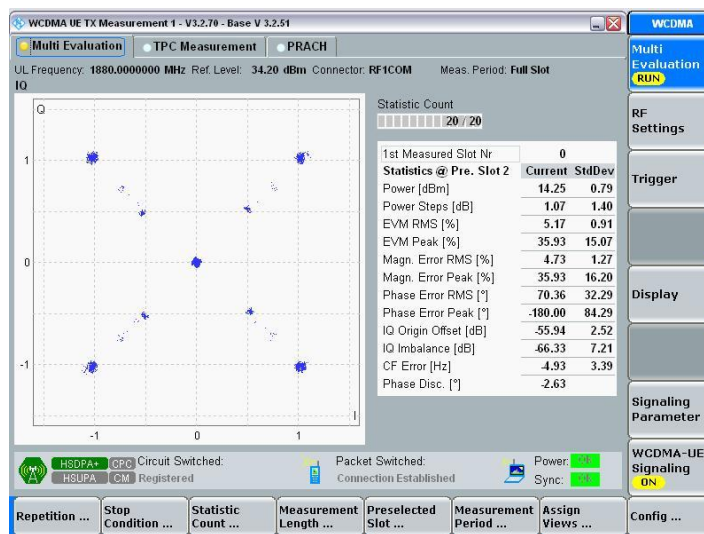 WCDMA UE TX Measurement 1 - V3.2.70 - Base V 3.2.51
WCDMA
Multi Evaluation
TPC Measurement
PRACH
Multi
Evaluation
RUN
UL Frequency: 1880.0000000 MHz Ref. Level: 34.20 dBm Connector: RF1COM Meas. Period: Full Slot
IQ
Q
1
0
-1
-1 0 1
I
Statistic Count
20 / 20
1st Measured Slot Nr 0
Statistics @ Pre. Slot 2 Current StdDev
Power [dBm] 14.25 0.79
Power Steps [dB] 1.07 1.40
EVM RMS [%] 5.17 0.91
EVM Peak [%] 35.93 15.07
Magn. Error RMS [%] 4.73 1.27
Magn. Error Peak [%] 35.93 16.20
Phase Error RMS [°] 70.36 32.29
Phase Error Peak [°] -180.00 84.29
IQ Origin Offset [dB] -55.94 2.52
IQ Imbalance [dB] -66.33 7.21
CF Error [Hz] -4.93 3.39
Phase Disc. [°] -2.63
RF
Settings
Trigger
Display
Signaling
Parameter
WCDMA-UE
Signaling
ON
HSDPA+ CPC Circuit Switched:
HSUPA CM Registered
Packet Switched:
Connection Established
Power:
Sync:
Repetition ...
Stop
Condition ...
Statistic
Count ...
Measurement
Length ...
Preselected
Slot ...
Measurement
Period ...
Assign
Views ...
Config ...